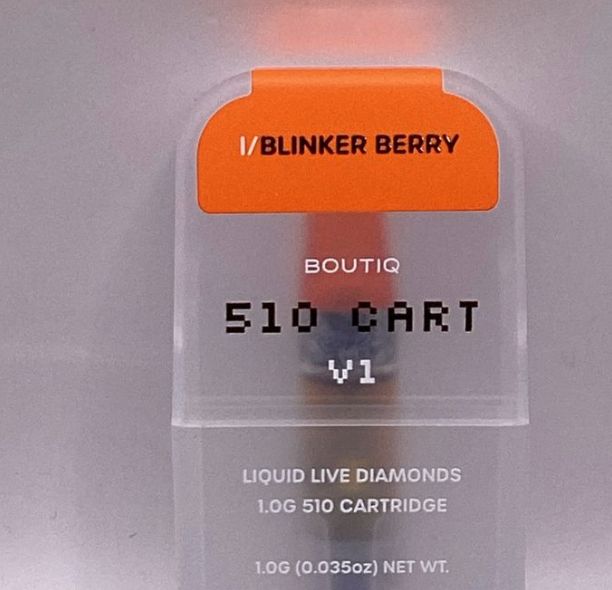 I/BLINKER BERRY
BOUTIQ
510 CART
V1
LIQUID LIVE DIAMONDS
1.0G 510 CARTRIDGE
1.0G (0.035oz) NET WT.